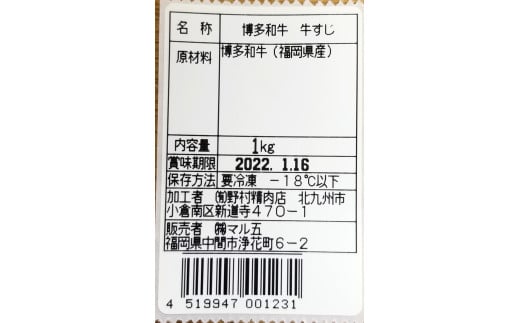 名 称 博多和牛 牛すじ
原材料 博多和牛（福岡県産）
内容量 1kg
賞味期限 2022. 1.16
保存方法 要冷凍 －18℃以下
加工者 ㈲野村精肉店 北九州市
小倉南区新道寺470－1
販売者 ㈱マル五
福岡県中間市浄花町6－2
4 519947 001231